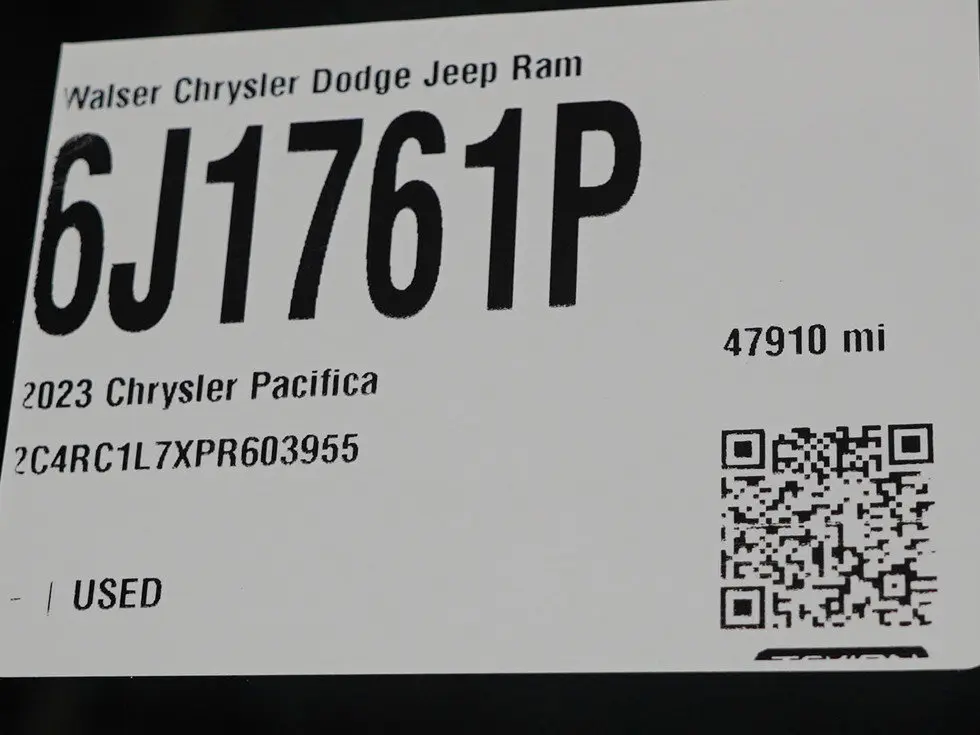 Walser Chrysler Dodge Jeep Ram
6J1761P
47910 mi
2023 Chrysler Pacifica
2C4RC1L7XPR603955
- | USED